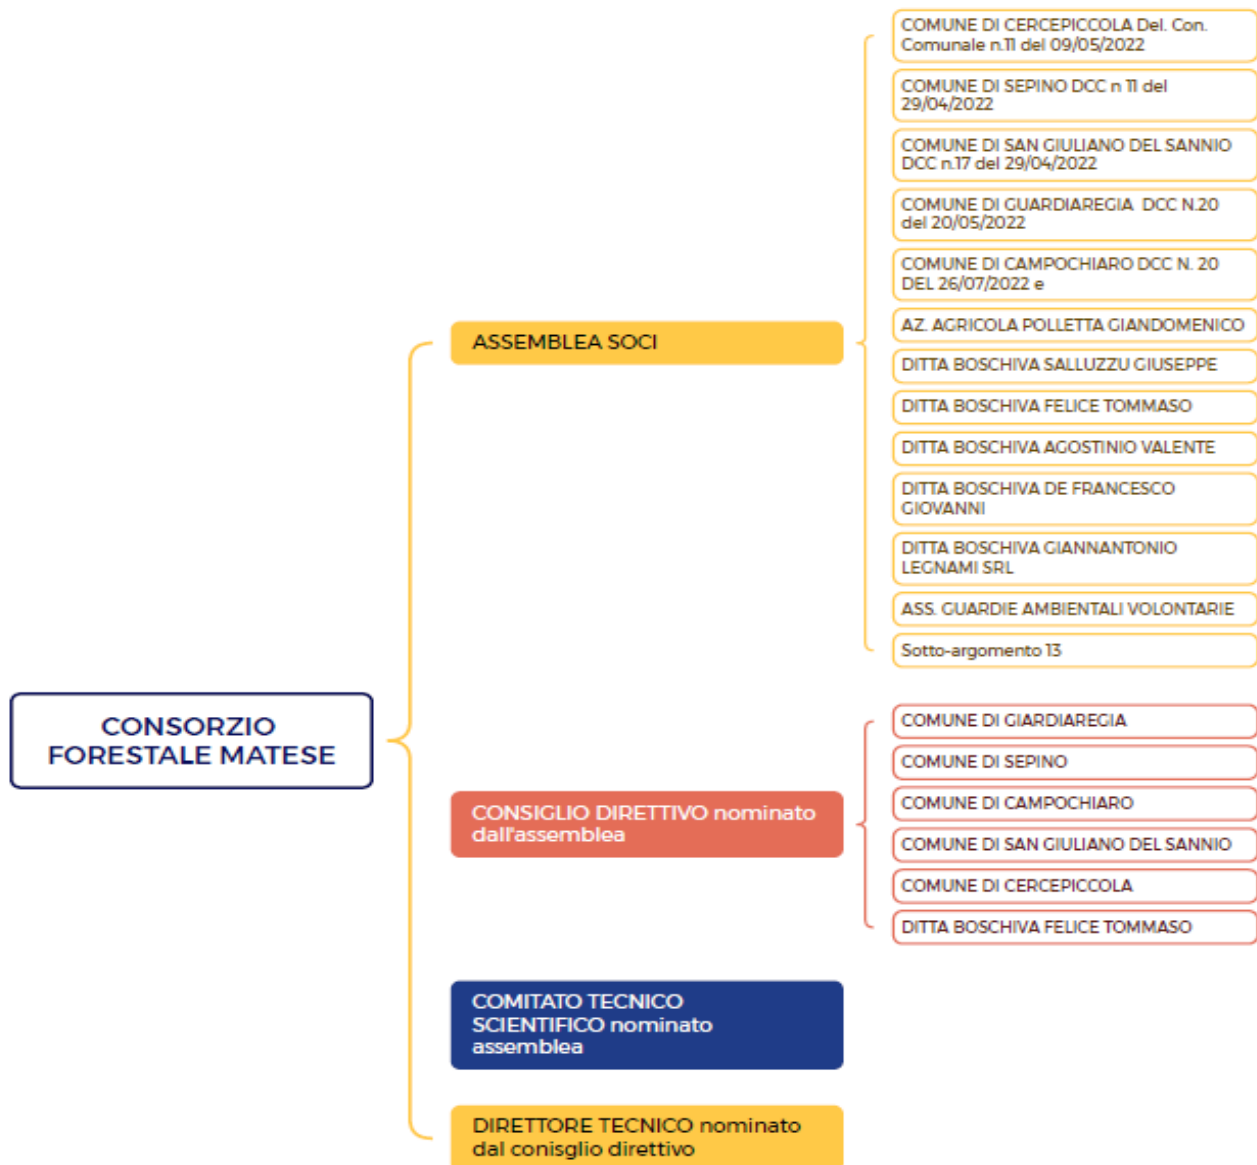 COMUNE DI CERCEPICCOLA Del. Con.
Comunale n.11 del 09/05/2022
COMUNE DI SEPINO DCC n 11 del
29/04/2022
COMUNE DI SAN GIULIANO DEL SANNIO
DCC n.17 del 29/04/2022
COMUNE DI GUARDIAREGIA DCC N.20
del 20/05/2022
COMUNE DI CAMPOCHIARO DCC N. 20
DEL 26/07/2022 e
ASSEMBLEA SOCI
AZ. AGRICOLA POLLETTA GIANDOMENICO
DITTA BOSCHIVA SALLUZZU GIUSEPPE
DITTA BOSCHIVA FELICE TOMMASO
DITTA BOSCHIVA AGOSTINIO VALENTE
DITTA BOSCHIVA DE FRANCESCO
GIOVANNI
DITTA BOSCHIVA GIANNANTONIO
LEGNAMI SRL
ASS. GUARDIE AMBIENTALI VOLONTARIE
Sotto-argomento 13
CONSORZIO
FORESTALE MATESE
CONSIGLIO DIRETTIVO nominato
dall'assemblea
COMUNE DI GIARDIAREGIA
COMUNE DI SEPINO
COMUNE DI CAMPOCHIARO
COMUNE DI SAN GIULIANO DEL SANNIO
COMUNE DI CERCEPICCOLA
DITTA BOSCHIVA FELICE TOMMASO
COMITATO TECNICO
SCIENTIFICO nominato
assemblea
DIRETTORE TECNICO nominato
dal conisglio direttivo